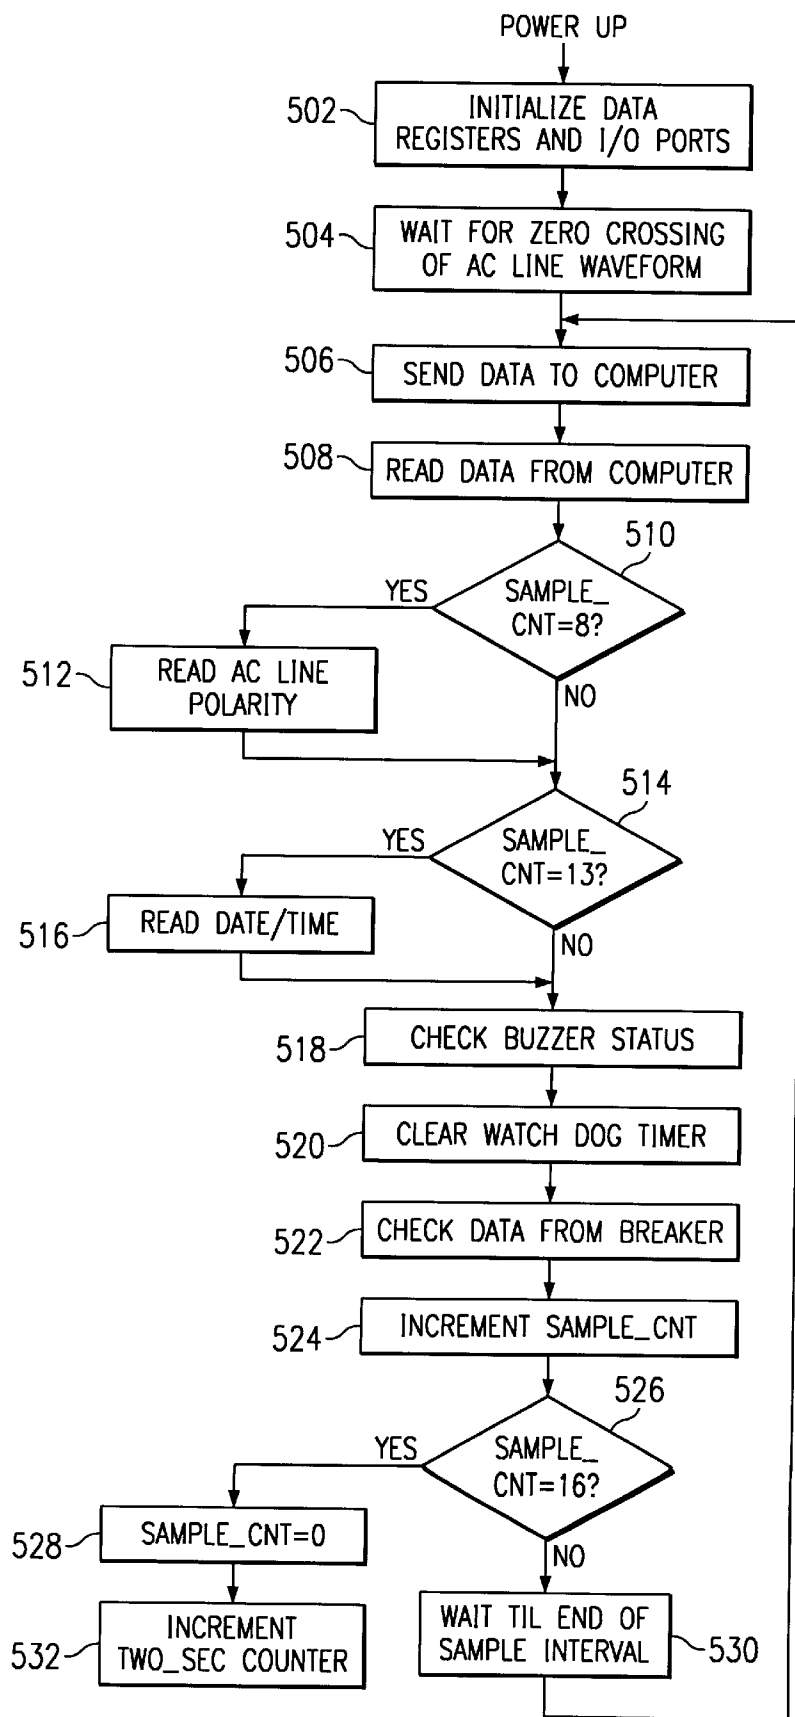 POWER UP
502
INITIALIZE DATA
REGISTERS AND I/O PORTS
504
WAIT FOR ZERO CROSSING
OF AC LINE WAVEFORM
506
SEND DATA TO COMPUTER
508
READ DATA FROM COMPUTER
510
YES
SAMPLE_
CNT=8?
NO
512
READ AC LINE
POLARITY
514
YES
SAMPLE_
CNT=13?
NO
516
READ DATE/TIME
518
CHECK BUZZER STATUS
520
CLEAR WATCH DOG TIMER
522
CHECK DATA FROM BREAKER
524
INCREMENT SAMPLE_CNT
526
YES
SAMPLE_
CNT=16?
NO
528
SAMPLE_CNT=0
532
INCREMENT
TWO_SEC COUNTER
WAIT TIL END OF
SAMPLE INTERVAL
530